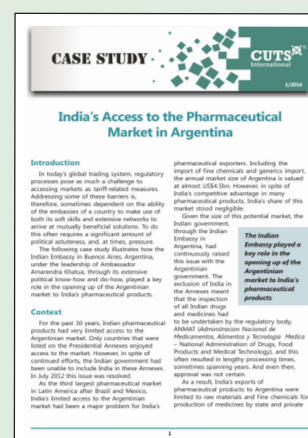 CASE STUDY
CUTS
International
1/2016
India's Access to the Pharmaceutical
Market in Argentina
Introduction
In today's global trading system, regulatory
processes pose as much a challenge to
accessing markets as tariff-related measures.
Addressing some of these barriers is,
therefore, sometimes dependent on the ability
of the embassies of a country to make use of
both its soft skills and extensive networks to
arrive at mutually beneficial solutions. To do
this often requires a significant amount of
political astuteness, and, at times, pressure.
The following case study illustrates how the
Indian Embassy in Buenos Aires, Argentina,
under the leadership of Ambassador
Amarendra Khatua, through its extensive
political know-how and do-how, played a key
role in the opening up of the Argentinian
market to India's pharmaceutical products.
Context
For the past 10 years, Indian pharmaceutical
products had very limited access to the
Argentinian market. Only countries that were
listed on the Presidential Annexes enjoyed
access to the market. However, in spite of
continued efforts, the Indian government had
been unable to include India in these Annexes.
In July 2012 this issue was resolved.
As the third largest pharmaceutical market
in Latin America after Brazil and Mexico,
India's limited access to the Argentinian
market had been a major problem for India's
pharmaceutical exporters. Including the
import of fine chemicals and generics import,
the annual market size of Argentina is valued
at almost US$4.5bn. However, in spite of
India's competitive advantage in many
pharmaceutical products, India's share of this
market stood negligible.
Given the size of this potential market, the
Indian government,
through the Indian
Embassy in
Argentina, had
continually raised
this issue with the
Argentinian
government. The
exclusion of India in
the Annexes meant
that the inspection
of all Indian drugs
and medicines had
to be undertaken by the regulatory body,
ANMAT (Administracion Nacional de
Medicamentos, Alimentos y Tecnologia Medica
– National Administration of Drugs, Food
Products and Medical Technology), and this
often resulted in lengthy processing times,
sometimes spanning years. And even then,
approval was not certain.
As a result, India's exports of
pharmaceutical products to Argentina were
limited to raw materials and fine chemicals for
production of medicines by state and private
The Indian
Embassy played a
key role in the
opening up of the
Argentinian
market to India's
pharmaceutical
products
1